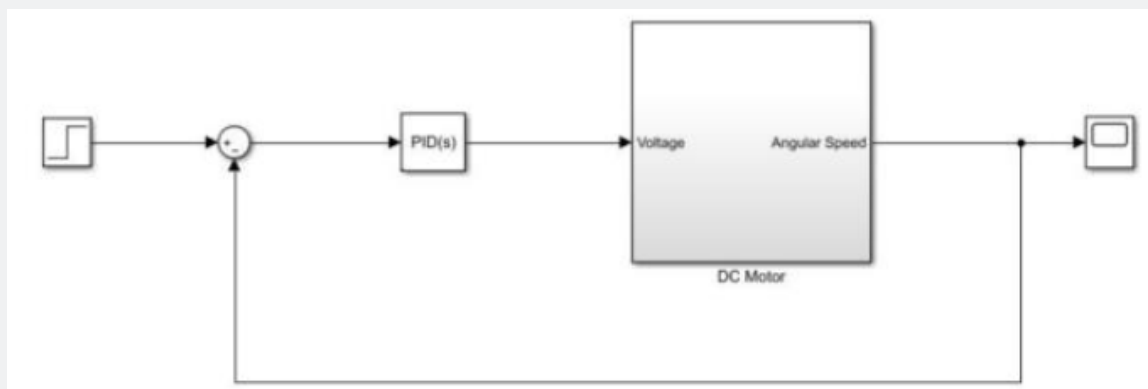 +
-
PID(s)
Voltage
Angular Speed
DC Motor